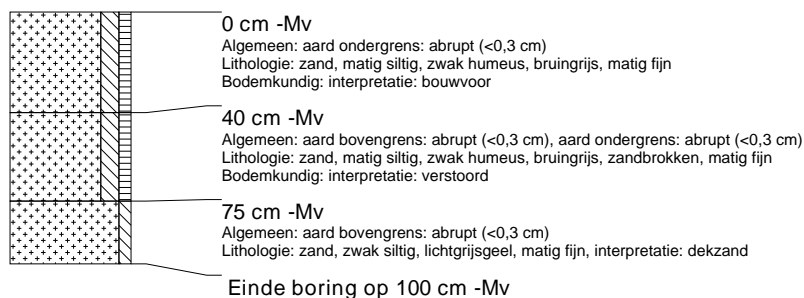 0 cm -Mv
Algemeen: aard ondergrens: abrupt (<0,3 cm)
Lithologie: zand, matig siltig, zwak humeus, bruingrijs, matig fijn
Bodemkundig: interpretatie: bouwvoor
40 cm -Mv
Algemeen: aard bovengrens: abrupt (<0,3 cm), aard ondergrens: abrupt (<0,3 cm)
Lithologie: zand, matig siltig, zwak humeus, bruingrijs, zandbrokken, matig fijn
Bodemkundig: interpretatie: verstoord
75 cm -Mv
Algemeen: aard bovengrens: abrupt (<0,3 cm)
Lithologie: zand, zwak siltig, lichtgrijsgeel, matig fijn, interpretatie: dekzand
Einde boring op 100 cm -Mv